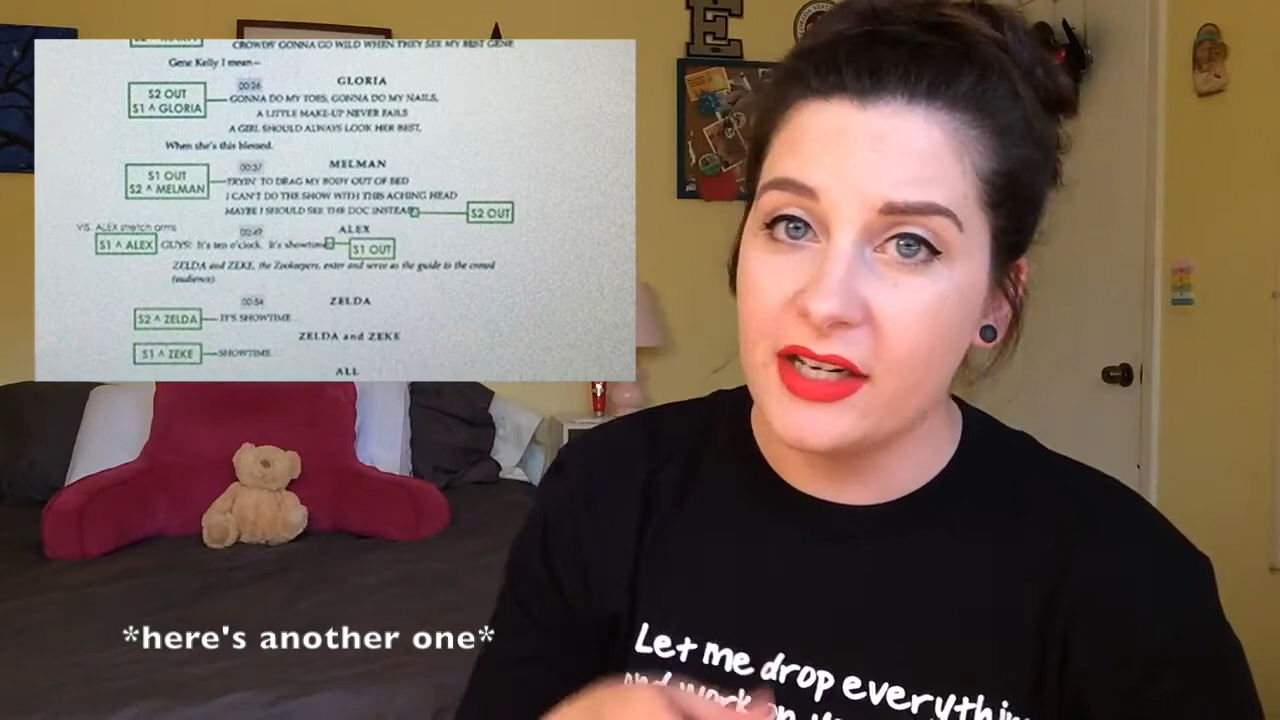 CROWD'S GONNA GO WILD WHEN THEY SEE MY BEST GENE
Gene Kelly I mean—
GLORIA
S2 OUT
S1 ^ GLORIA
00:26
GONNA DO MY TOES, GONNA DO MY NAILS,
A LITTLE MAKE-UP NEVER FAILS
A GIRL SHOULD ALWAYS LOOK HER BEST,
When she's this blessed.
MELMAN
S1 OUT
S2 ^ MELMAN
00:37
TRYIN' TO DRAG MY BODY OUT OF BED
I CAN'T DO THE SHOW WITH THIS ACHING HEAD
MAYBE I SHOULD SEE THE DOC INSTEAD
S2 OUT
VIS. ALEX stretch arms
ALEX
S1 ^ ALEX
00:49
GUYS! It's ten o'clock. It's showtime
S1 OUT
ZELDA and ZEKE, the Zookeepers, enter and serve as the guide to the crowd
(audience).
00:54
ZELDA
S2 ^ ZELDA
IT'S SHOWTIME
ZELDA and ZEKE
S1 ^ ZEKE
SHOWTIME
ALL
E
*here's another one*
Let me drop everything
and work on